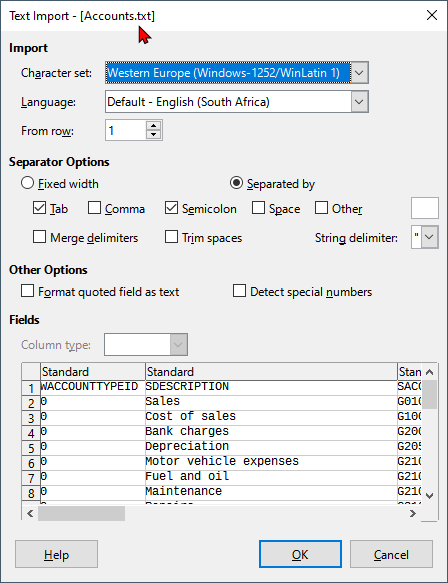 Text Import - [Accounts.txt]
Import
Character set: Western Europe (Windows-1252/WinLatin 1)
Language: Default - English (South Africa)
From row: 1
Separator Options
Fixed width Separated by
Tab Comma Semicolon Space Other
Merge delimiters Trim spaces String delimiter: "
Other Options
Format quoted field as text Detect special numbers
Fields
Column type:
Standard Standard Stan
1 WACCOUNTTYPEID SDESCRIPTION SACC
2 0 Sales G010
3 0 Cost of sales G100
4 0 Bank charges G200
5 0 Depreciation G205
6 0 Motor vehicle expenses G210
7 0 Fuel and oil G210
8 0 Maintenance G210
Help OK Cancel